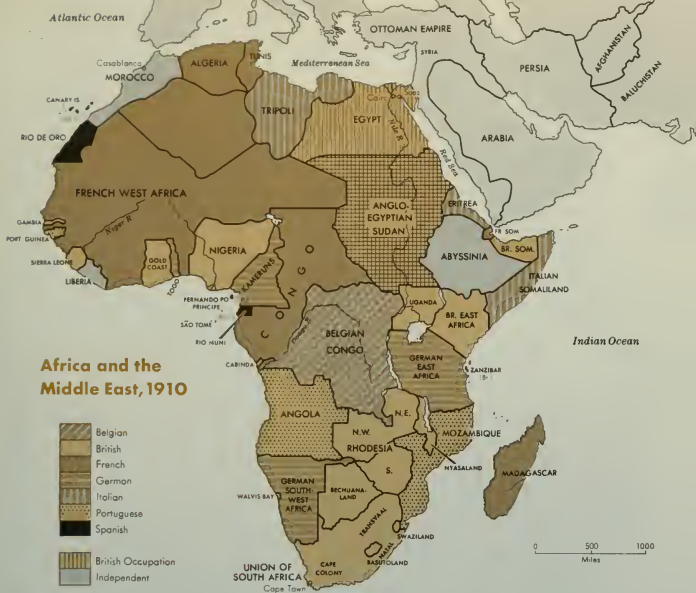 Atlantic Ocean
OTTOMAN EMPIRE
AFGHANISTAN
SYRIA
PERSIA
BALUCHISTAN
Casablanca
MOROCCO
ALGERIA
TUNIS
Mediterranean Sea
CANARY IS
TRIPOLI
Cairo
Suez
EGYPT
Nile R
ARABIA
Red Sea
RIO DE ORO
FRENCH WEST AFRICA
Niger R
ANGLO-
EGYPTIAN
SUDAN
ERITREA
FR SOM
BR. SOM
ITALIAN
SOMALILAND
ABYSSINIA
GAMBIA
PORT GUINEA
SIERRA LEONE
LIBERIA
GOLD
COAST
TOGO
NIGERIA
KAMERUNS
CONGO
FERNANDO PO
PRINCIPE
SÃO TOMÉ
RIO MUNI
CABINDA
BELGIAN
CONGO
UGANDA
BR. EAST
AFRICA
GERMAN
EAST
AFRICA
ZANZIBAR
Indian Ocean
Africa and the
Middle East, 1910
ANGOLA
N.W.
N.E.
RHODESIA
S.
MOZAMBIQUE
NYASALAND
MADAGASCAR
GERMAN
SOUTH-
WEST
AFRICA
WALVIS BAY
BECHUANA-
LAND
TRANSVAAL
SWAZILAND
NATAL
BASUTOLAND
UNION OF
SOUTH AFRICA
CAPE
COLONY
Cape Town
Belgian
British
French
German
Italian
Portuguese
Spanish
British Occupation
Independent
0 500 1000
Miles